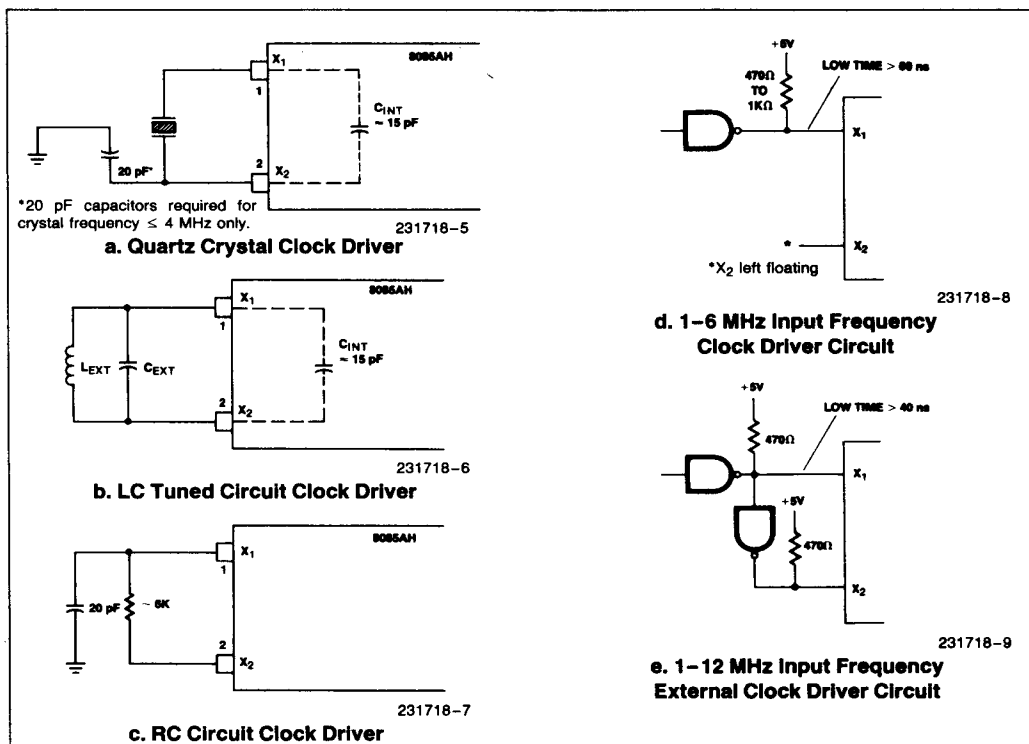 8085AH
X1
1
CINT
≈ 15 pF
20 pF*
2
X2
*20 pF capacitors required for
crystal frequency ≤ 4 MHz only.
231718–5
a. Quartz Crystal Clock Driver
8085AH
X1
1
LEXT
CEXT
CINT
≈ 15 pF
2
X2
231718–6
b. LC Tuned Circuit Clock Driver
8085AH
X1
1
20 pF
~ 6K
2
X2
231718–7
c. RC Circuit Clock Driver
+5V
470Ω
TO
1KΩ
LOW TIME > 60 ns
X1
*
X2
*X2 left floating
231718–8
d. 1–6 MHz Input Frequency
Clock Driver Circuit
+5V
LOW TIME > 40 ns
470Ω
X1
+5V
470Ω
X2
231718–9
e. 1–12 MHz Input Frequency
External Clock Driver Circuit